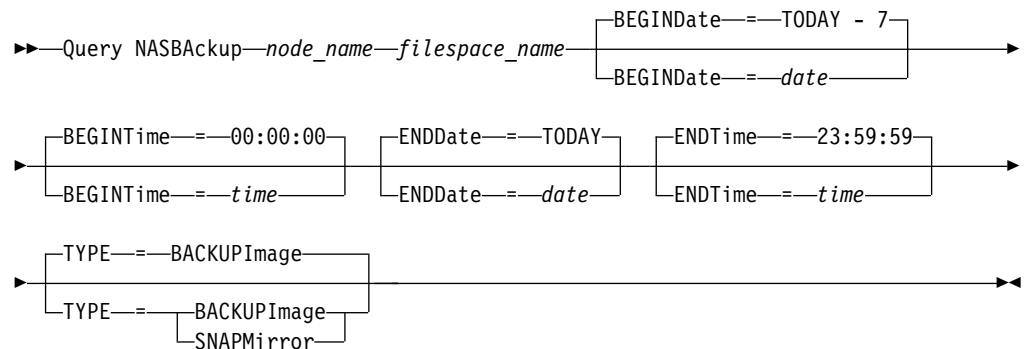 BEGINDate = TODAY - 7
Query NASBAckup node_name filespace_name
BEGINDate = date
BEGINTime = 00:00:00 ENDDate = TODAY ENDTime = 23:59:59
BEGINTime = time ENDDate = date ENDTime = time
TYPE = BACKUPImage
TYPE = BACKUPImage
SNAPMirror